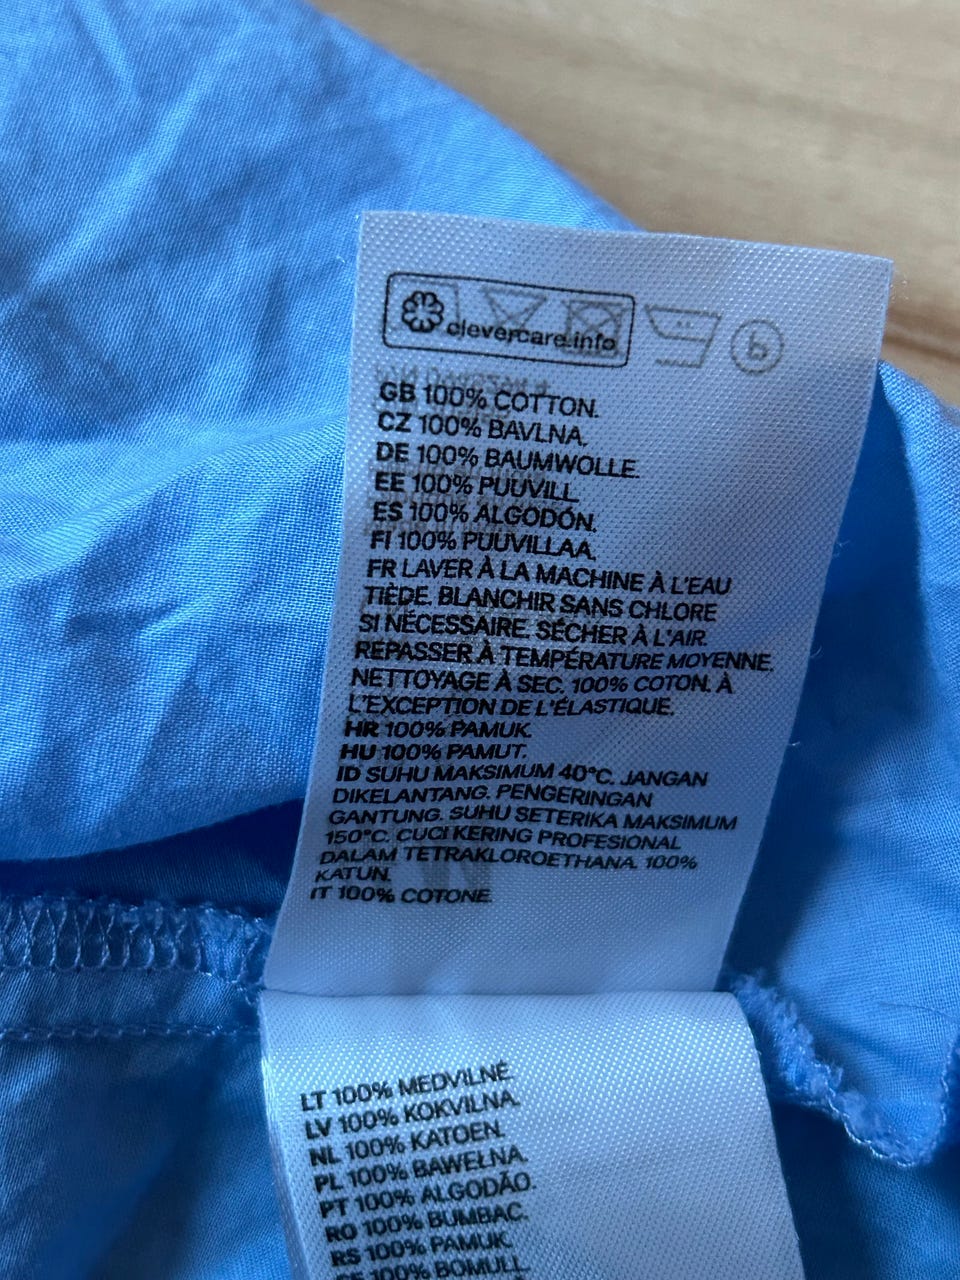 clevercare.info
GB 100% COTTON.
CZ 100% BAVLNA.
DE 100% BAUMWOLLE.
EE 100% PUUVILL.
ES 100% ALGODÓN.
FI 100% PUUVILLAA.
FR LAVER À LA MACHINE À L'EAU
TIÈDE. BLANCHIR SANS CHLORE
SI NÉCESSAIRE. SÉCHER À L'AIR.
REPASSER À TEMPÉRATURE MOYENNE.
NETTOYAGE À SEC. 100% COTON. À
L'EXCEPTION DE L'ÉLASTIQUE.
HR 100% PAMUK.
HU 100% PAMUT.
ID SUHU MAKSIMUM 40°C. JANGAN
DIKELANTANG. PENGERINGAN
GANTUNG. SUHU SETERIKA MAKSIMUM
150°C. CUCI KERING PROFESIONAL
DALAM TETRAKLOROETHANA. 100%
KATUN.
IT 100% COTONE.
LT 100% MEDVILNĖ
LV 100% KOKVILNA.
NL 100% KATOEN.
PL 100% BAWEŁNA.
PT 100% ALGODÃO.
RO 100% BUMBAC.
RS 100% PAMUK.
SE 100% BOMULL.